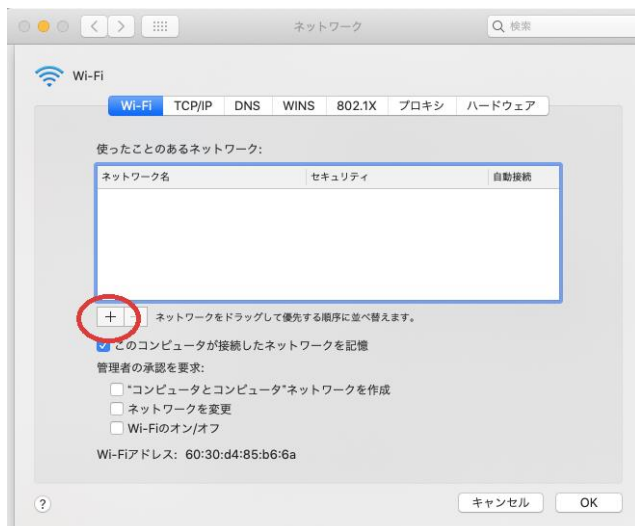 ネットワーク
検索
Wi-Fi
Wi-Fi TCP/IP DNS WINS 802.1X プロキシ ハードウェア
使ったことのあるネットワーク:
ネットワーク名 セキュリティ 自動接続
+ − ネットワークをドラッグして優先する順序に並べ替えます。
このコンピュータが接続したネットワークを記憶
管理者の承認を要求:
"コンピュータとコンピュータ"ネットワークを作成
ネットワークを変更
Wi-Fiのオン/オフ
Wi-Fiアドレス: 60:30:d4:85:b6:6a
? キャンセル OK